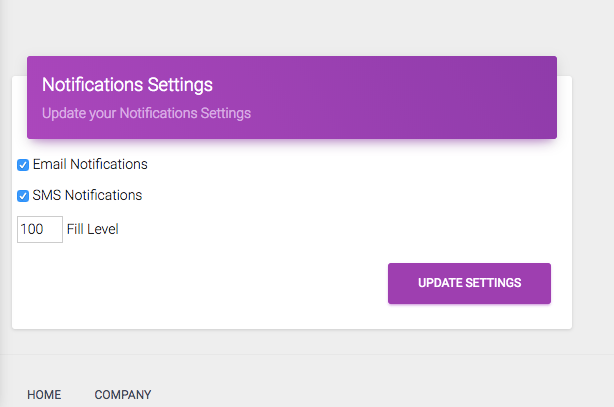 Notifications Settings
Update your Notifications Settings
Email Notifications
SMS Notifications
100 Fill Level
UPDATE SETTINGS
HOME COMPANY